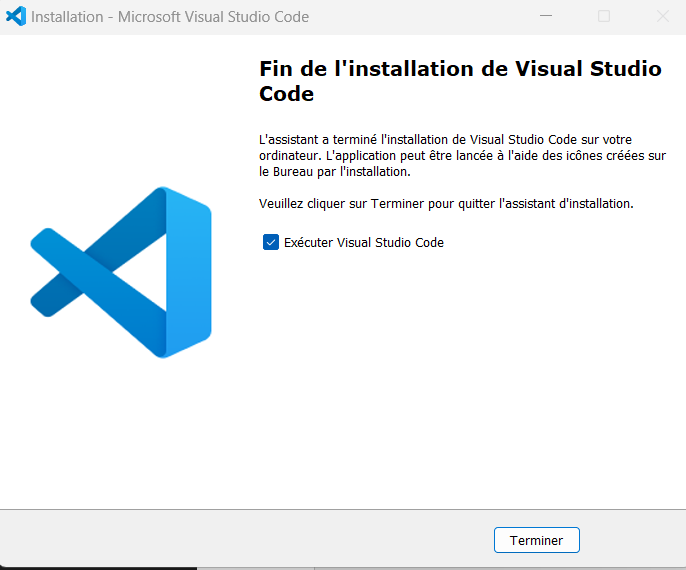 Installation - Microsoft Visual Studio Code
Fin de l'installation de Visual Studio
Code
L'assistant a terminé l'installation de Visual Studio Code sur votre
ordinateur. L'application peut être lancée à l'aide des icônes créées sur
le Bureau par l'installation.
Veuillez cliquer sur Terminer pour quitter l'assistant d'installation.
Exécuter Visual Studio Code
Terminer